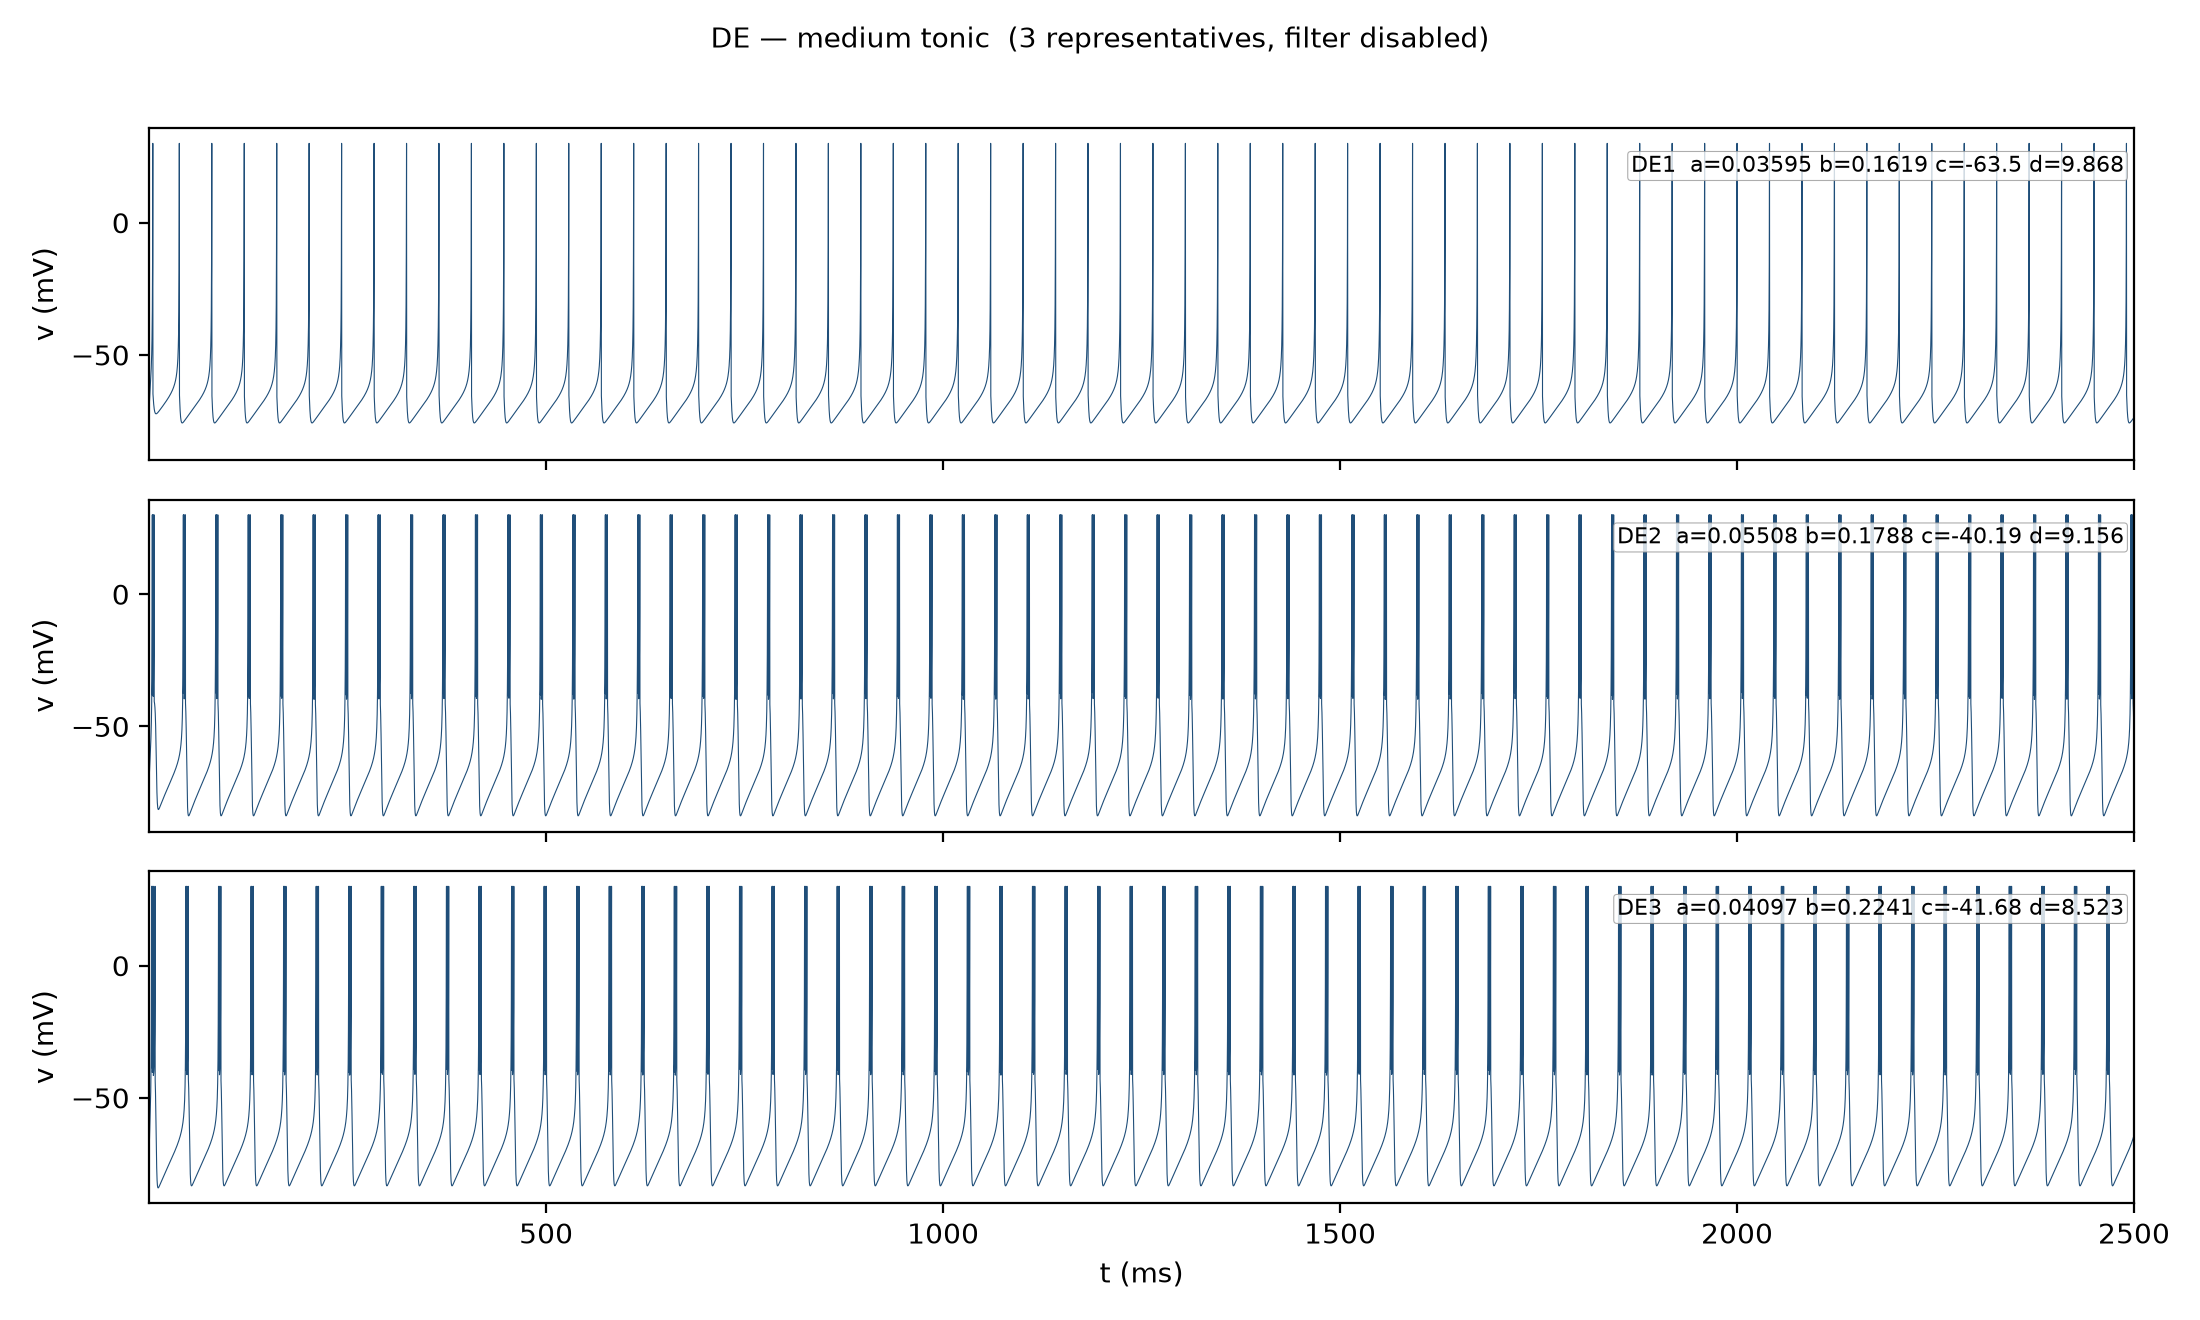 DE — medium tonic  (3 representatives, filter disabled)
DE1  a=0.03595 b=0.1619 c=-63.5 d=9.868
0
−50
v (mV)
DE2  a=0.05508 b=0.1788 c=-40.19 d=9.156
0
−50
v (mV)
DE3  a=0.04097 b=0.2241 c=-41.68 d=8.523
0
−50
v (mV)
500 1000 1500 2000 2500
t (ms)